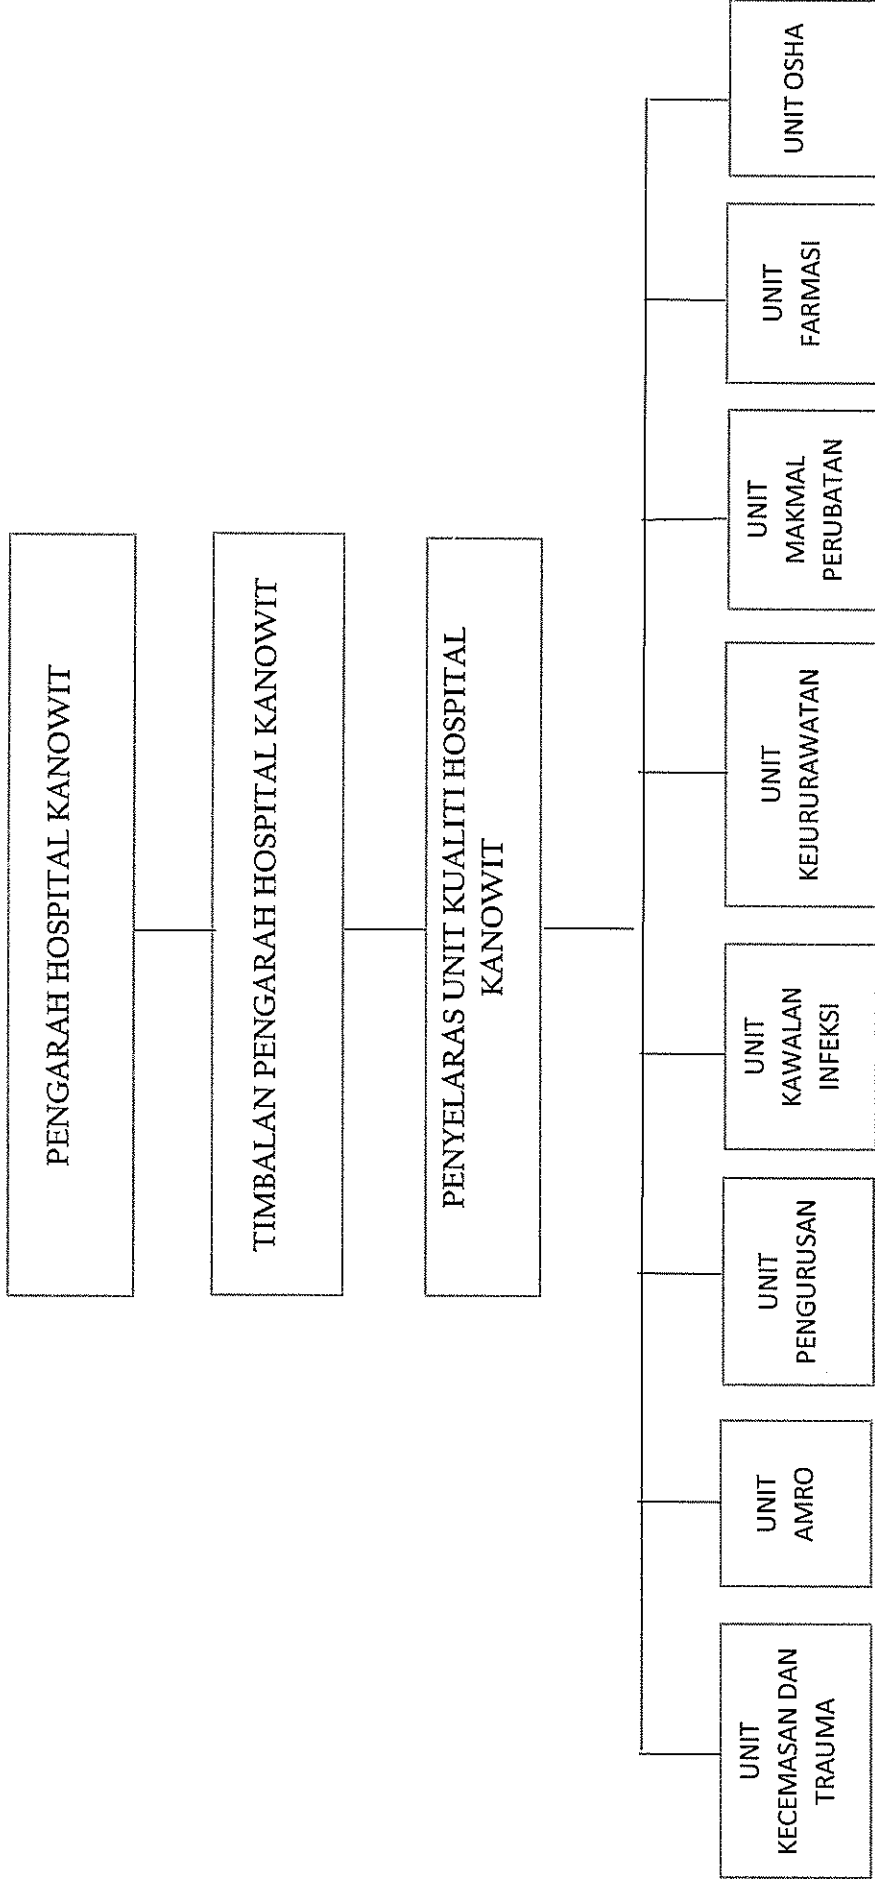 PENGARAH HOSPITAL KANOWIT
TIMBALAN PENGARAH HOSPITAL KANOWIT
PENYELARAS UNIT KUALITI HOSPITAL
KANOWIT
UNIT
KECEMASAN DAN
TRAUMA
UNIT
AMRO
UNIT
PENGURUSAN
UNIT
KAWALAN
INFEKSI
UNIT
KEJURURAWATAN
UNIT
MAKMAL
PERUBATAN
UNIT
FARMASI
UNIT OSHA